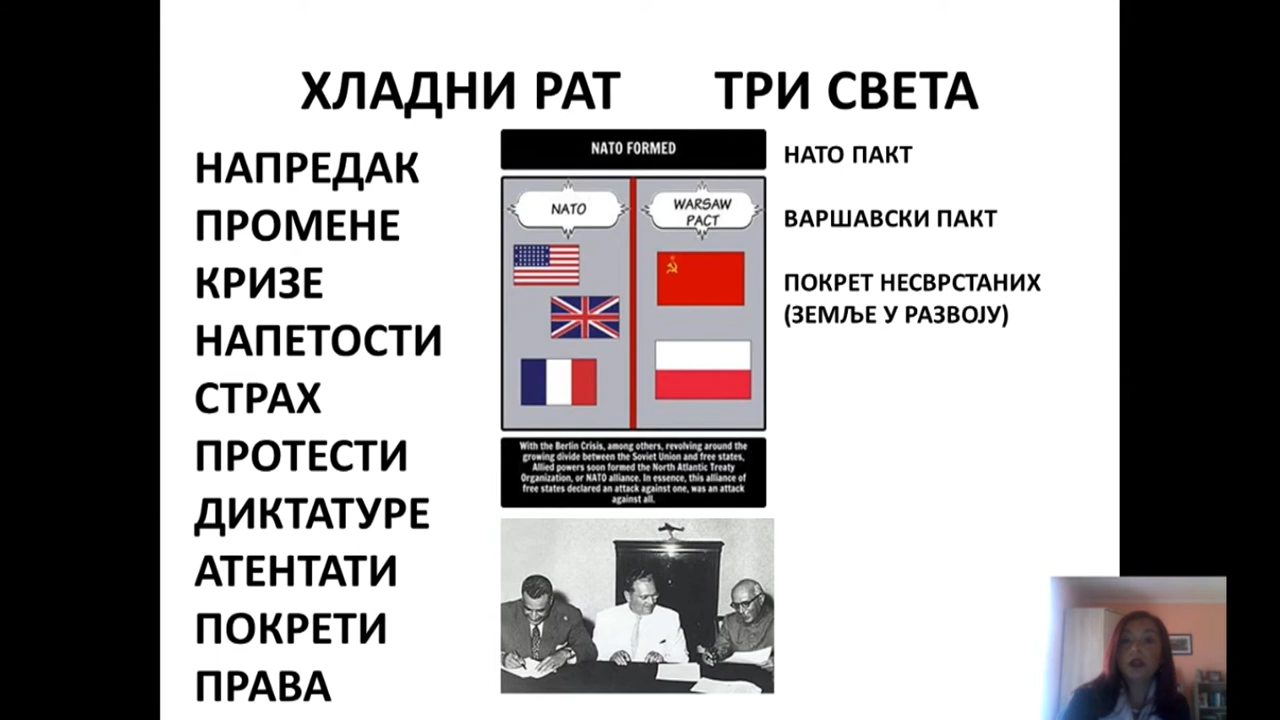 ХЛАДНИ РАТ ТРИ СВЕТА
НАПРЕДАК
ПРОМЕНЕ
КРИЗЕ
НАПЕТОСТИ
СТРАХ
ПРОТЕСТИ
ДИКТАТУРЕ
АТЕНТАТИ
ПОКРЕТИ
ПРАВА
NATO FORMED
NATO
WARSAW
PACT
With the Berlin Crisis, among others, revolving around the
growing divide between the Soviet Union and free states,
Allied powers soon formed the North Atlantic Treaty
Organization, or NATO alliance. In essence, this alliance of
free states declared an attack against one, was an attack
against all.
НАТО ПАКТ
ВАРШАВСКИ ПАКТ
ПОКРЕТ НЕСВРСТАНИХ
(ЗЕМЉЕ У РАЗВОЈУ)